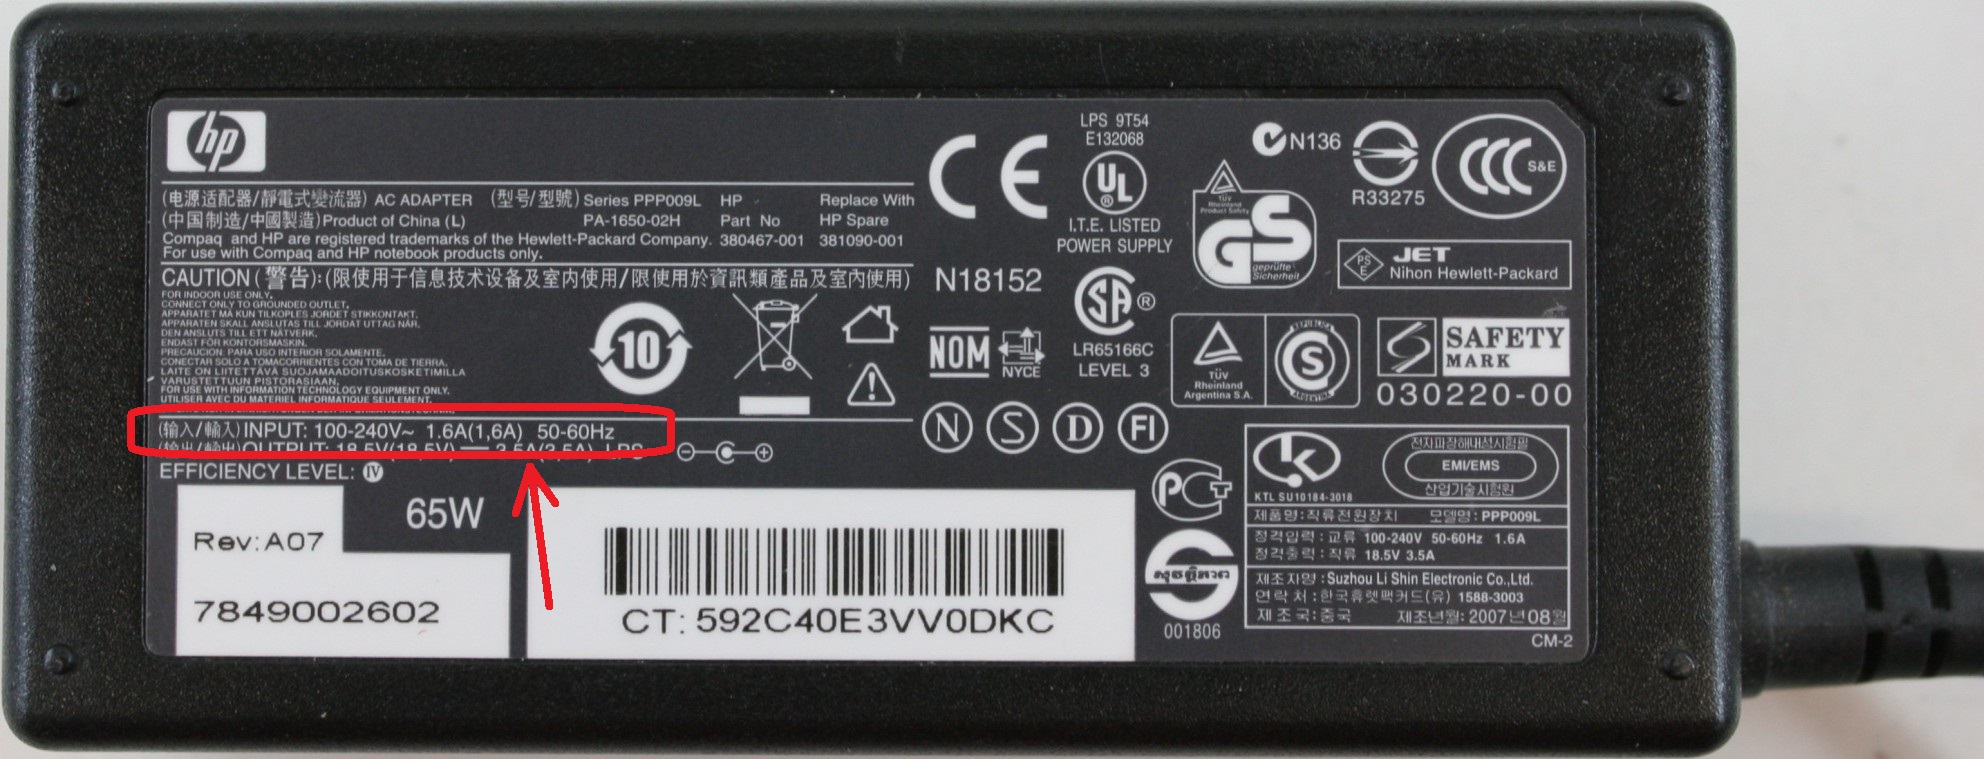 hp
(电源适配器/靜電式變流器) AC ADAPTER (型号/型號) Series PPP009L HP Replace With
(中国制造/中國製造) Product of China (L) PA-1650-02H Part No HP Spare
Compaq and HP are registered trademarks of the Hewlett-Packard Company. 380467-001 381090-001
For use with Compaq and HP notebook products only.
CAUTION (警告):(限使用于信息技术设备及室内使用/限使用於資訊類產品及室內使用)
FOR INDOOR USE ONLY.
CONNECT ONLY TO GROUNDED OUTLET.
APPARATET MÅ KUN TILKOPLES JORDET STIKKONTAKT.
APPARATEN SKALL ANSLUTAS TILL JORDAT UTTAG NÄR.
DEN ANSLUTS TILL ETT NÄTVERK.
ENDAST FÖR KONTORSMASKIN.
PRECAUCION: PARA USO INTERIOR SOLAMENTE.
CONECTAR SOLO A TOMACORRIENTES CON TOMA DE TIERRA.
LAITE ON LIITETTÄVÄ SUOJAMAADOITUSKOSKETIMILLA
VARUSTETTUUN PISTORASIAAN.
FOR USE WITH INFORMATION TECHNOLOGY EQUIPMENT ONLY.
UTILISER AVEC DU MATERIEL INFORMATIQUE SEULEMENT.
10
(输入/輸入) INPUT: 100-240V~ 1.6A(1,6A) 50-60Hz
(输出/輸出) OUTPUT: 18.5V(18,5V) 3.5A(3,5A) LPS
EFFICIENCY LEVEL: IV
65W
Rev: A07
7849002602
CT: 592C40E3VV0DKC
CE
LPS 9T54
E132068
UL
®
I.T.E. LISTED
POWER SUPPLY
N18152
SA ®
LR65166C
LEVEL 3
NOM
NYCE
N S D FI
N136
R33275
CCC S&E
TÜV
Rheinland
Product Safety
GS
geprüfte
Sicherheit
PS
E
JET
Nihon Hewlett-Packard
TÜV
Rheinland
Argentina S.A.
REPUBLICA
S
ARGENTINA
SAFETY
MARK
030220-00
KTL SU10184-3018
전자파장해내성시험필
EMI/EMS
산업기술시험원
제품명:직류전원장치 모델명: PPP009L
정격입력 : 교류 100-240V 50-60Hz 1.6A
정격출력 : 직류 18.5V 3.5A
제조자명 : Suzhou Li Shin Electronic Co.,Ltd.
연락처 : 한국휴렛팩커드(유) 1588-3003
제조국: 중국 제조년월: 2007년 08월
CM-2
PCT
001806